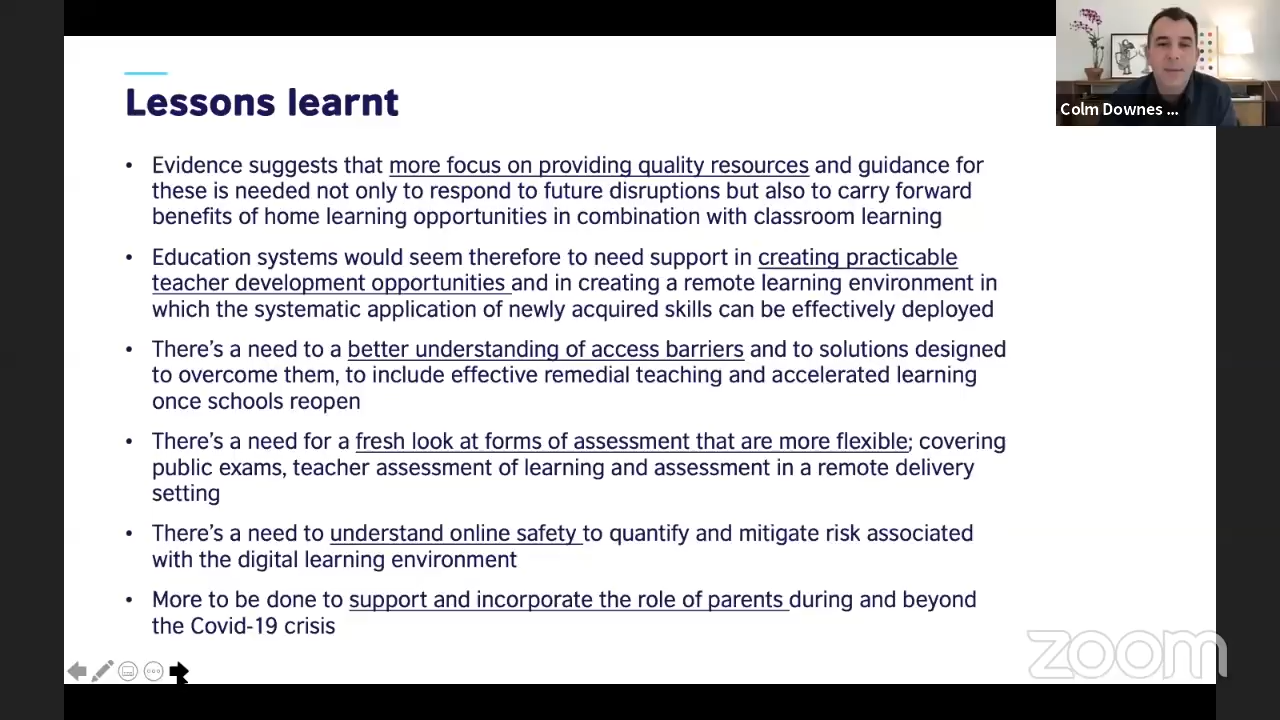 Lessons learnt
Colm Downes ...
• Evidence suggests that more focus on providing quality resources and guidance for
these is needed not only to respond to future disruptions but also to carry forward
benefits of home learning opportunities in combination with classroom learning
• Education systems would seem therefore to need support in creating practicable
teacher development opportunities and in creating a remote learning environment in
which the systematic application of newly acquired skills can be effectively deployed
• There's a need to a better understanding of access barriers and to solutions designed
to overcome them, to include effective remedial teaching and accelerated learning
once schools reopen
• There's a need for a fresh look at forms of assessment that are more flexible; covering
public exams, teacher assessment of learning and assessment in a remote delivery
setting
• There's a need to understand online safety to quantify and mitigate risk associated
with the digital learning environment
• More to be done to support and incorporate the role of parents during and beyond
the Covid-19 crisis
zoom